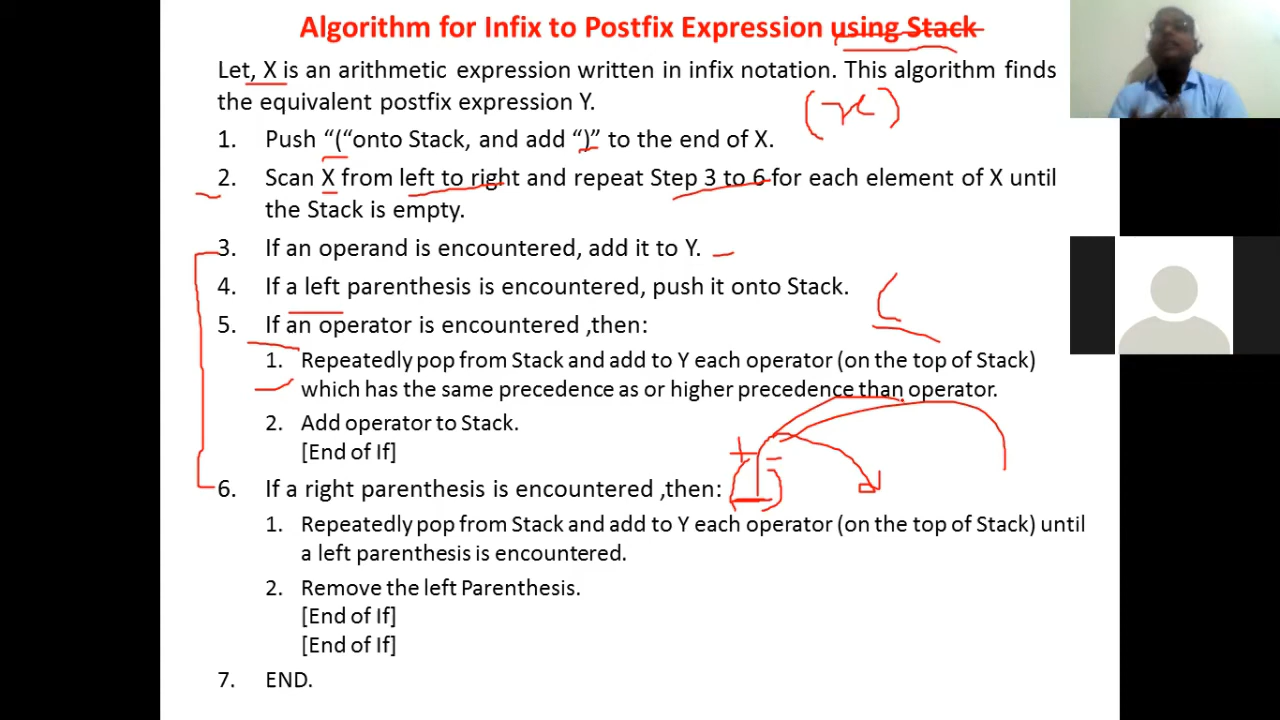 Algorithm for Infix to Postfix Expression using Stack
Let, X is an arithmetic expression written in infix notation. This algorithm finds
the equivalent postfix expression Y.
(x)
1. Push “(“onto Stack, and add “)” to the end of X.
2. Scan X from left to right and repeat Step 3 to 6 for each element of X until
the Stack is empty.
3. If an operand is encountered, add it to Y.
4. If a left parenthesis is encountered, push it onto Stack.
(
5. If an operator is encountered ,then:
1. Repeatedly pop from Stack and add to Y each operator (on the top of Stack)
which has the same precedence as or higher precedence than operator.
2. Add operator to Stack.
[End of If]
6. If a right parenthesis is encountered ,then:
1. Repeatedly pop from Stack and add to Y each operator (on the top of Stack) until
a left parenthesis is encountered.
2. Remove the left Parenthesis.
[End of If]
[End of If]
7. END.